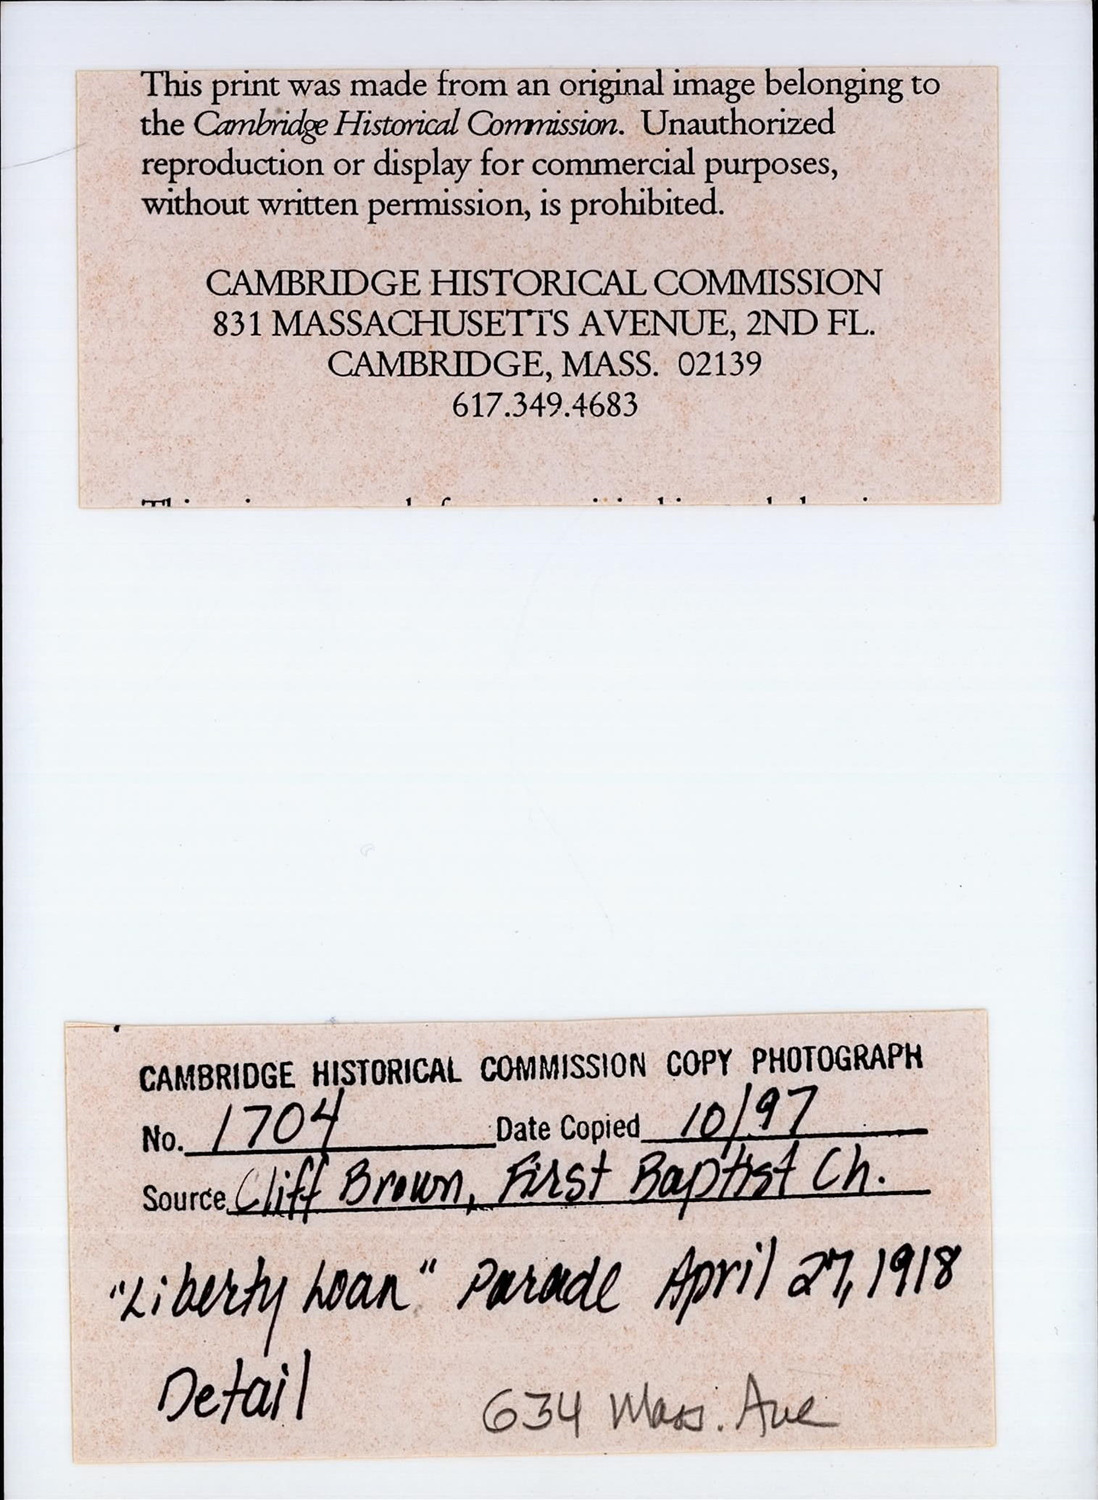 This print was made from an original image belonging to
the Cambridge Historical Commission. Unauthorized
reproduction or display for commercial purposes,
without written permission, is prohibited.
CAMBRIDGE HISTORICAL COMMISSION
831 MASSACHUSETTS AVENUE, 2ND FL.
CAMBRIDGE, MASS. 02139
617.349.4683
CAMBRIDGE HISTORICAL COMMISSION COPY PHOTOGRAPH
No. 1704 Date Copied 10/97
Source Cliff Brown, First Baptist Ch.
"Liberty Loan" Parade April 27, 1918
Detail 634 Mass. Ave